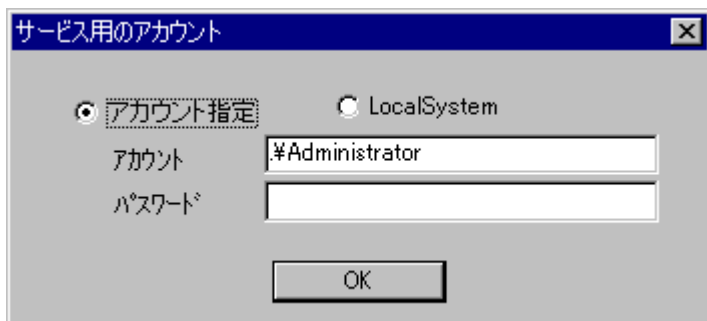 サービス用のアカウント
アカウント指定 LocalSystem
アカウント .¥Administrator
ﾊﾟｽﾜｰﾄﾞ
OK